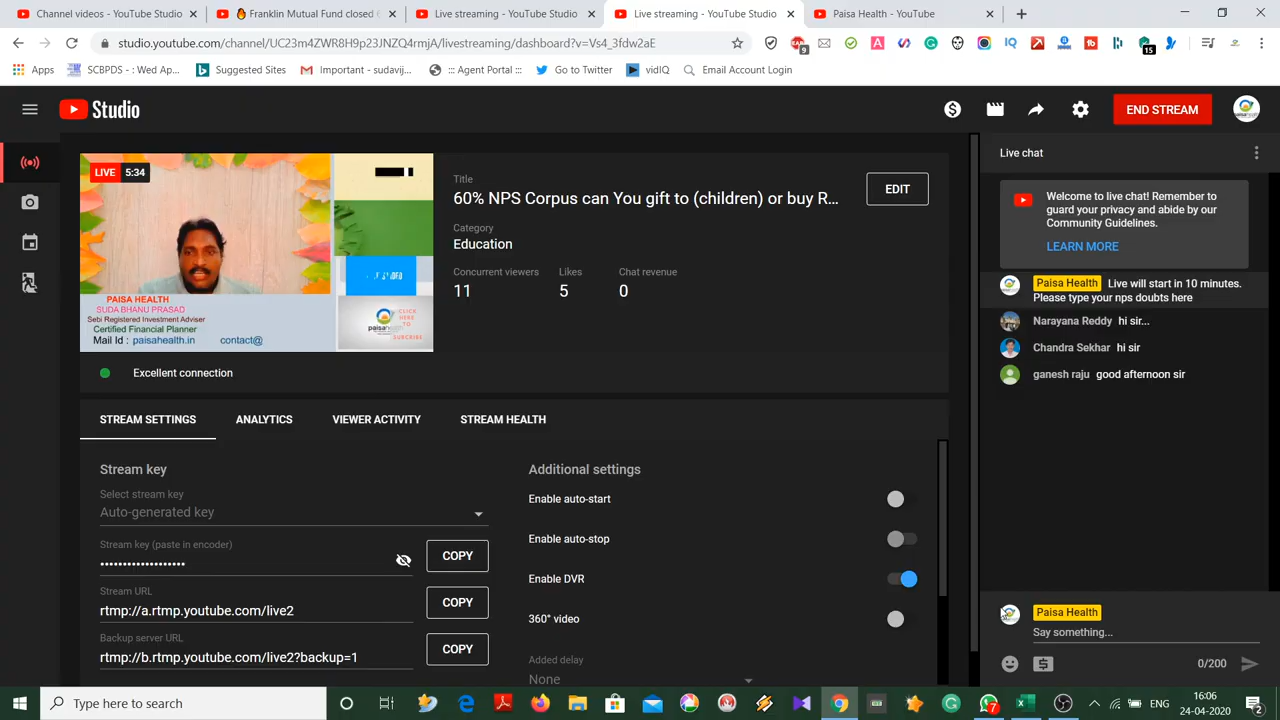 Channel videos - YouTube Studio
Franklin Mutual Fund closed 6
Live streaming - YouTube Studio
Live streaming - YouTube Studio
Paisa Health - YouTube
studio.youtube.com/channel/UC23m4ZWRlH9p23JNZQ4rmjA/livestreaming/dashboard?v=Vs4_3fdw2aE
9
IQ
15
Apps
SCBPDS - : Wed Ap...
Suggested Sites
Important - sudavij...
::: Agent Portal :::
Go to Twitter
vidIQ
Email Account Login
Studio
END STREAM
LIVE 5:34
PAISA HEALTH
SUDA BHANU PRASAD
Sebi Registered Investment Adviser
Certified Financial Planner
Mail Id : paisahealth.in contact@
CLICK
HERE
TO
Title
60% NPS Corpus can You gift to (children) or buy R...
EDIT
Category
Education
Concurrent viewers
11
Likes
5
Chat revenue
0
Excellent connection
STREAM SETTINGS
ANALYTICS
VIEWER ACTIVITY
STREAM HEALTH
Stream key
Select stream key
Auto-generated key
Stream key (paste in encoder)
••••••••••••••••••
COPY
Stream URL
rtmp://a.rtmp.youtube.com/live2
COPY
Backup server URL
rtmp://b.rtmp.youtube.com/live2?backup=1
COPY
Additional settings
Enable auto-start
Enable auto-stop
Enable DVR
360° video
Added delay
None
Live chat
Welcome to live chat! Remember to
guard your privacy and abide by our
Community Guidelines.
LEARN MORE
Paisa Health Live will start in 10 minutes.
Please type your nps doubts here
Narayana Reddy hi sir...
Chandra Sekhar hi sir
ganesh raju good afternoon sir
Paisa Health
Say something...
0/200
Type here to search
7
ENG
16:06
24-04-2020
2